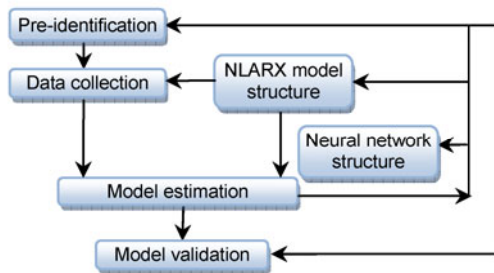 Pre-identification
Data collection
NLARX model
structure
Neural network
structure
Model estimation
Model validation